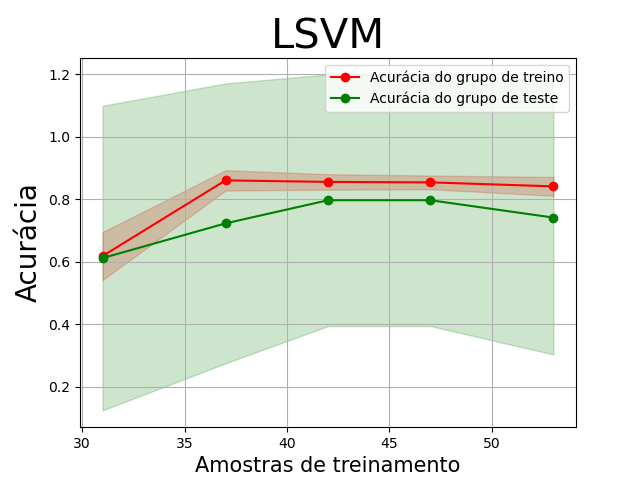 LSVM
Acurácia do grupo de treino
Acurácia do grupo de teste
Acurácia
1.2
1.0
0.8
0.6
0.4
0.2
30 35 40 45 50
Amostras de treinamento